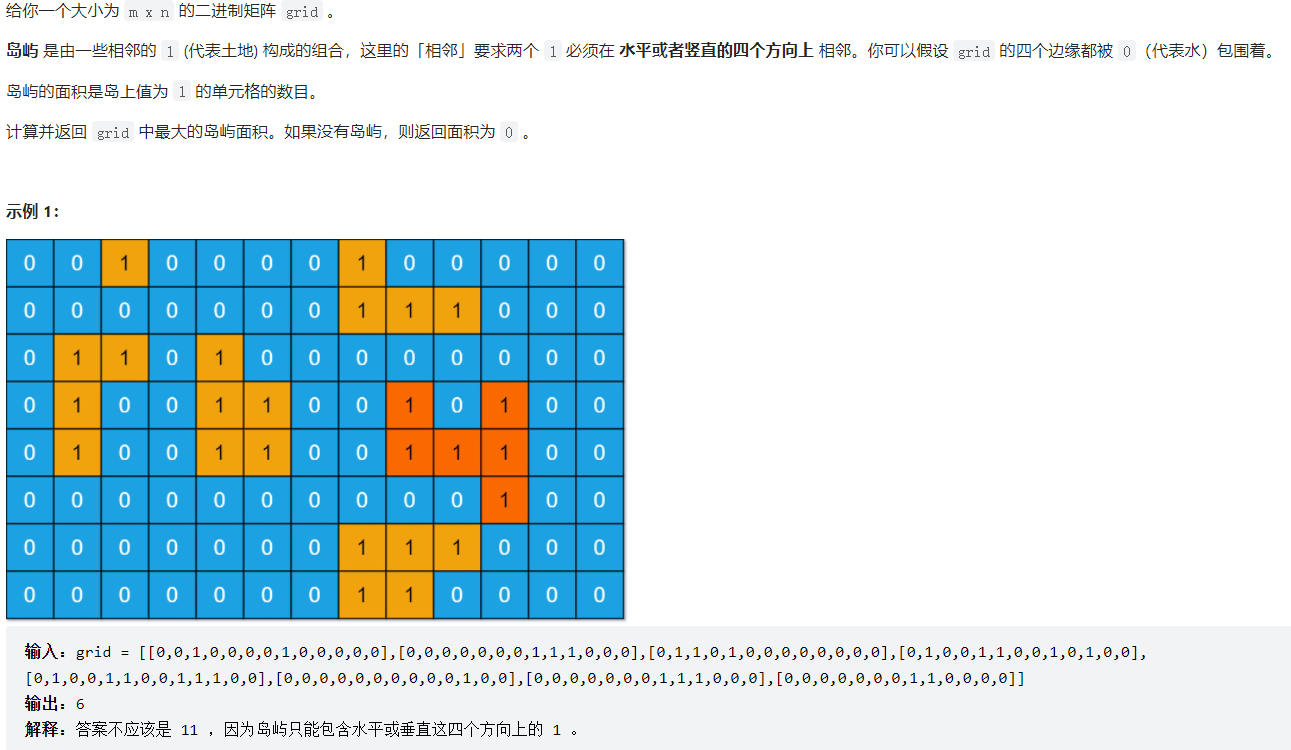 给你一个大小为 m x n 的二进制矩阵 grid 。
岛屿 是由一些相邻的 1 (代表土地) 构成的组合，这里的「相邻」要求两个 1 必须在 水平或者竖直的四个方向上 相邻。你可以假设 grid 的四个边缘都被 0 （代表水）包围着。
岛屿的面积是岛上值为 1 的单元格的数目。
计算并返回 grid 中最大的岛屿面积。如果没有岛屿，则返回面积为 0 。
示例 1：
0 0 1 0 0 0 0 1 0 0 0 0 0
0 0 0 0 0 0 0 1 1 1 0 0 0
0 1 1 0 1 0 0 0 0 0 0 0 0
0 1 0 0 1 1 0 0 1 0 1 0 0
0 1 0 0 1 1 0 0 1 1 1 0 0
0 0 0 0 0 0 0 0 0 0 1 0 0
0 0 0 0 0 0 0 1 1 1 0 0 0
0 0 0 0 0 0 0 1 1 0 0 0 0
输入：grid = [[0,0,1,0,0,0,0,1,0,0,0,0,0],[0,0,0,0,0,0,0,1,1,1,0,0,0],[0,1,1,0,1,0,0,0,0,0,0,0,0],[0,1,0,0,1,1,0,0,1,0,1,0,0],
[0,1,0,0,1,1,0,0,1,1,1,0,0],[0,0,0,0,0,0,0,0,0,0,1,0,0],[0,0,0,0,0,0,0,1,1,1,0,0,0],[0,0,0,0,0,0,0,1,1,0,0,0,0]]
输出：6
解释：答案不应该是 11 ，因为岛屿只能包含水平或垂直这四个方向上的 1 。